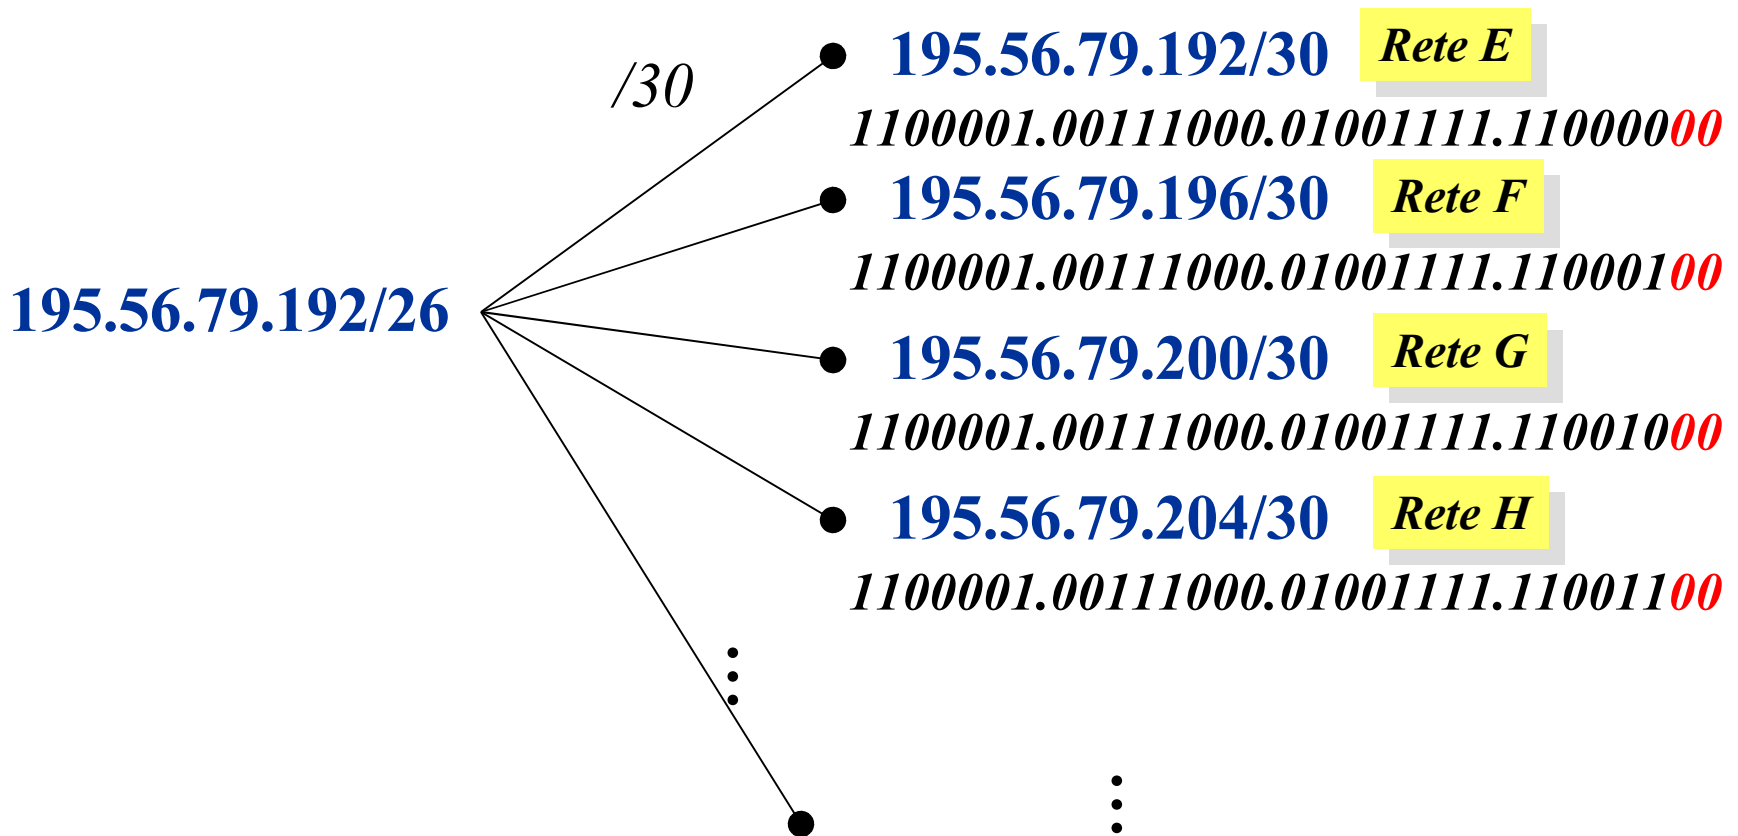 /30
195.56.79.192/30 Rete E
1100001.00111000.01001111.11000000
195.56.79.196/30 Rete F
1100001.00111000.01001111.11000100
195.56.79.192/26
195.56.79.200/30 Rete G
1100001.00111000.01001111.11001000
195.56.79.204/30 Rete H
1100001.00111000.01001111.11001100